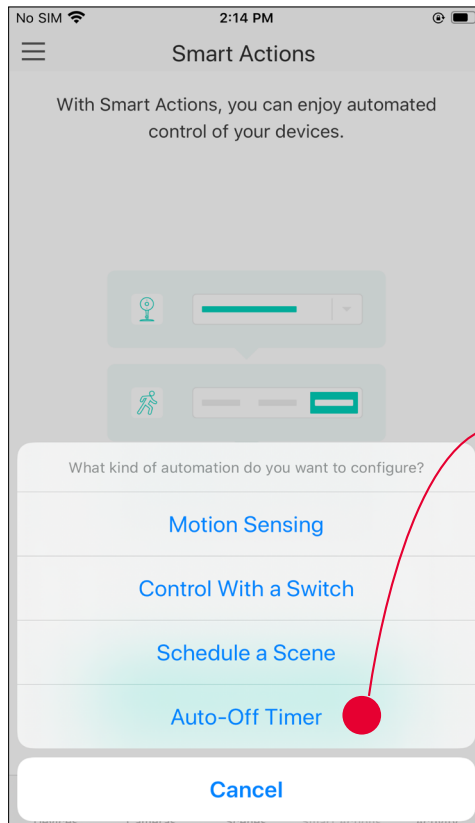 No SIM 2:14 PM
Smart Actions
With Smart Actions, you can enjoy automated
control of your devices.
What kind of automation do you want to configure?
Motion Sensing
Control With a Switch
Schedule a Scene
Auto-Off Timer
Cancel